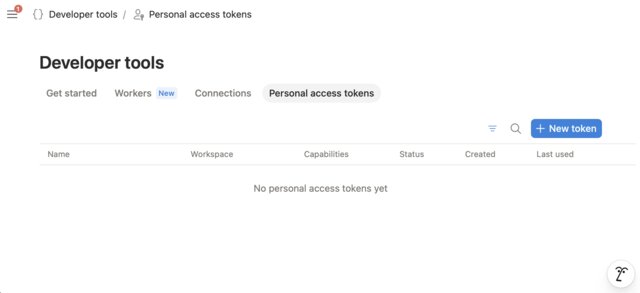 1
Developer tools / Personal access tokens
Developer tools
Get started Workers New Connections Personal access tokens
+ New token
Name Workspace Capabilities Status Created Last used
No personal access tokens yet